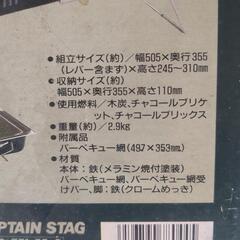 ●組立サイズ(約)/幅505×奥行355
(レバー含まず)×高さ245~310mm
●収納サイズ(約)/
幅505×奥行355×高さ110mm
●使用燃料/木炭、チャコールブリケ
ット、チャコールブリックス
●重量(約)/2.9kg
●附属品
バーベキュー網(497×353mm)
●材質
本体:鉄(メラミン焼付塗装)
バーベキュー網、バーベキュー網受
けバー、脚:鉄(クロームめっき)
PTAIN STAG